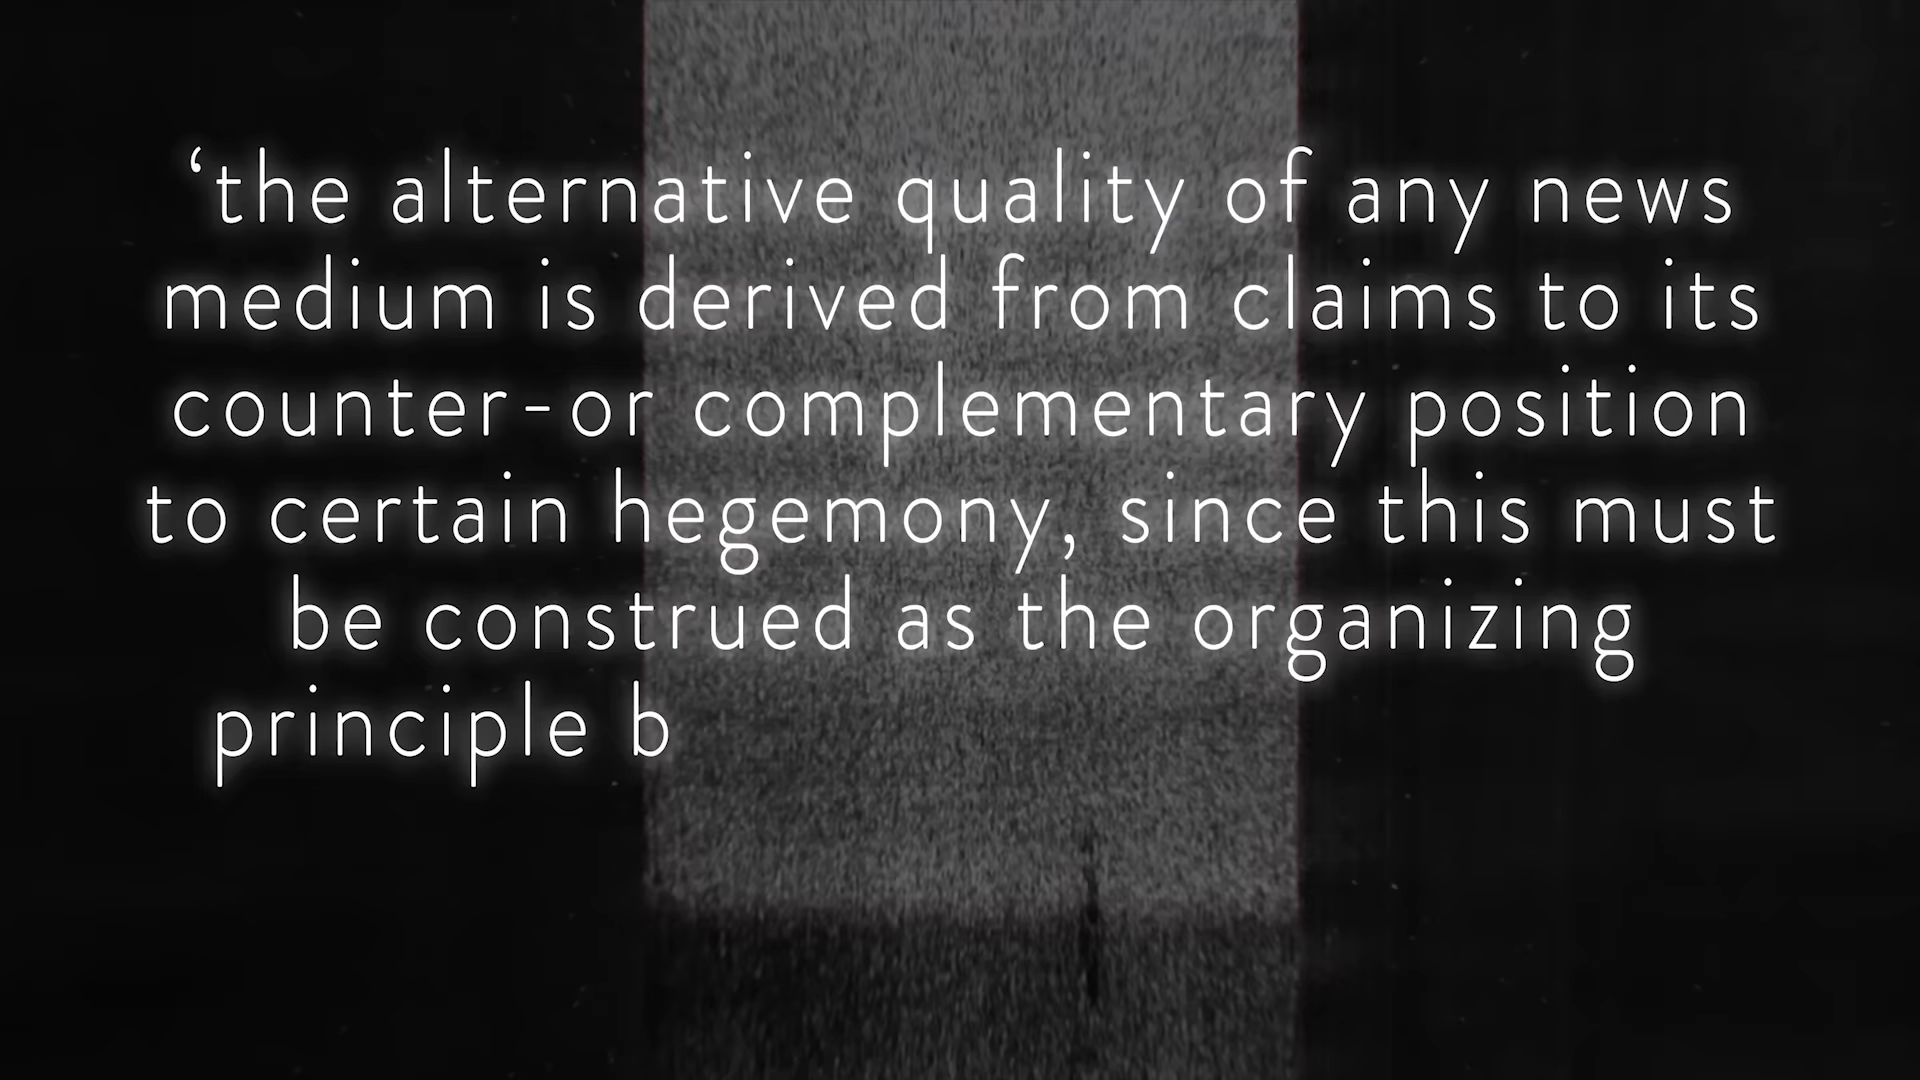 ‘the alternative quality of any news
medium is derived from claims to its
counter-or complementary position
to certain hegemony, since this must
be construed as the organizing
principle b